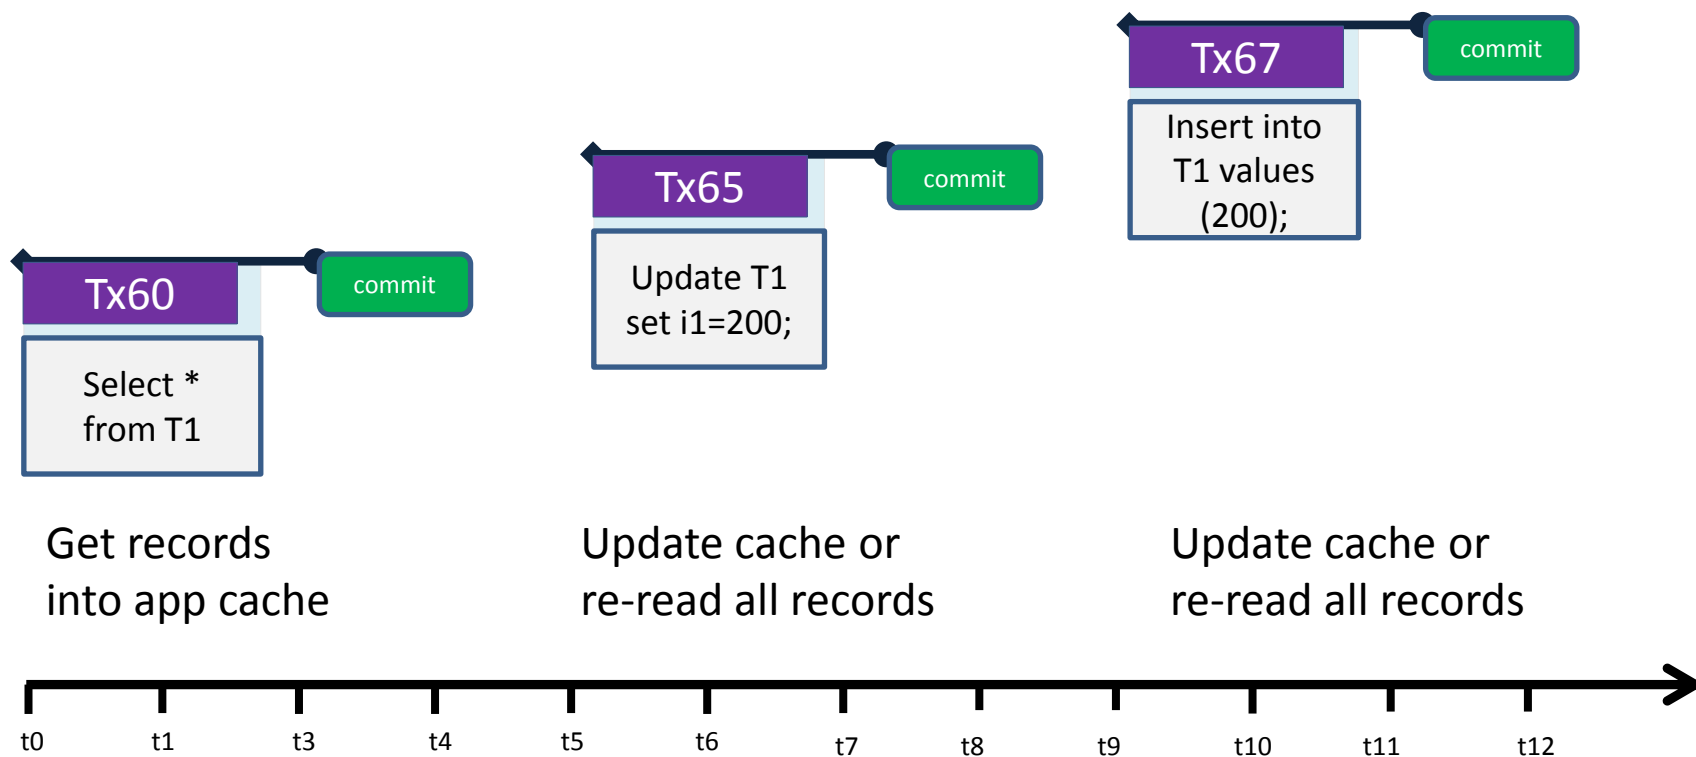 Tx60
commit
Select *
from T1
Get records
into app cache
Tx65
commit
Update T1
set i1=200;
Update cache or
re-read all records
Tx67
commit
Insert into
T1 values
(200);
Update cache or
re-read all records
t0
t1
t3
t4
t5
t6
t7
t8
t9
t10
t11
t12